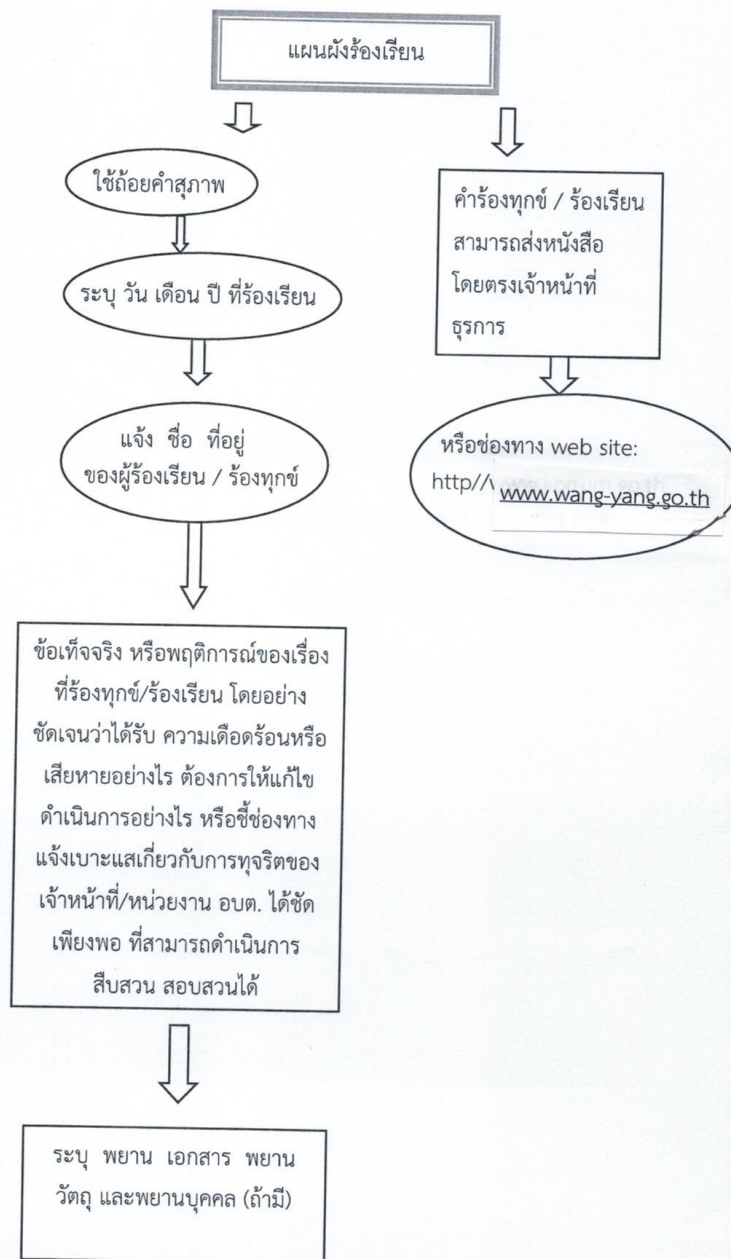 แผนผังร้องเรียน
ใช้ถ้อยคำสุภาพ
ระบุ วัน เดือน ปี ที่ร้องเรียน
แจ้ง ชื่อ ที่อยู่
ของผู้ร้องเรียน / ร้องทุกข์
ข้อเท็จจริง หรือพฤติการณ์ของเรื่อง
ที่ร้องทุกข์/ร้องเรียน โดยอย่าง
ชัดเจนว่าได้รับ ความเดือดร้อนหรือ
เสียหายอย่างไร ต้องการให้แก้ไข
ดำเนินการอย่างไร หรือชี้ช่องทาง
แจ้งเบาะแสเกี่ยวกับการทุจริตของ
เจ้าหน้าที่/หน่วยงาน อบต. ได้ชัด
เพียงพอ ที่สามารถดำเนินการ
สืบสวน สอบสวนได้
ระบุ พยาน เอกสาร พยาน
วัตถุ และพยานบุคคล (ถ้ามี)
คำร้องทุกข์ / ร้องเรียน
สามารถส่งหนังสือ
โดยตรงเจ้าหน้าที่
ธุรการ
หรือช่องทาง web site:
http//
www.wang-yang.go.th